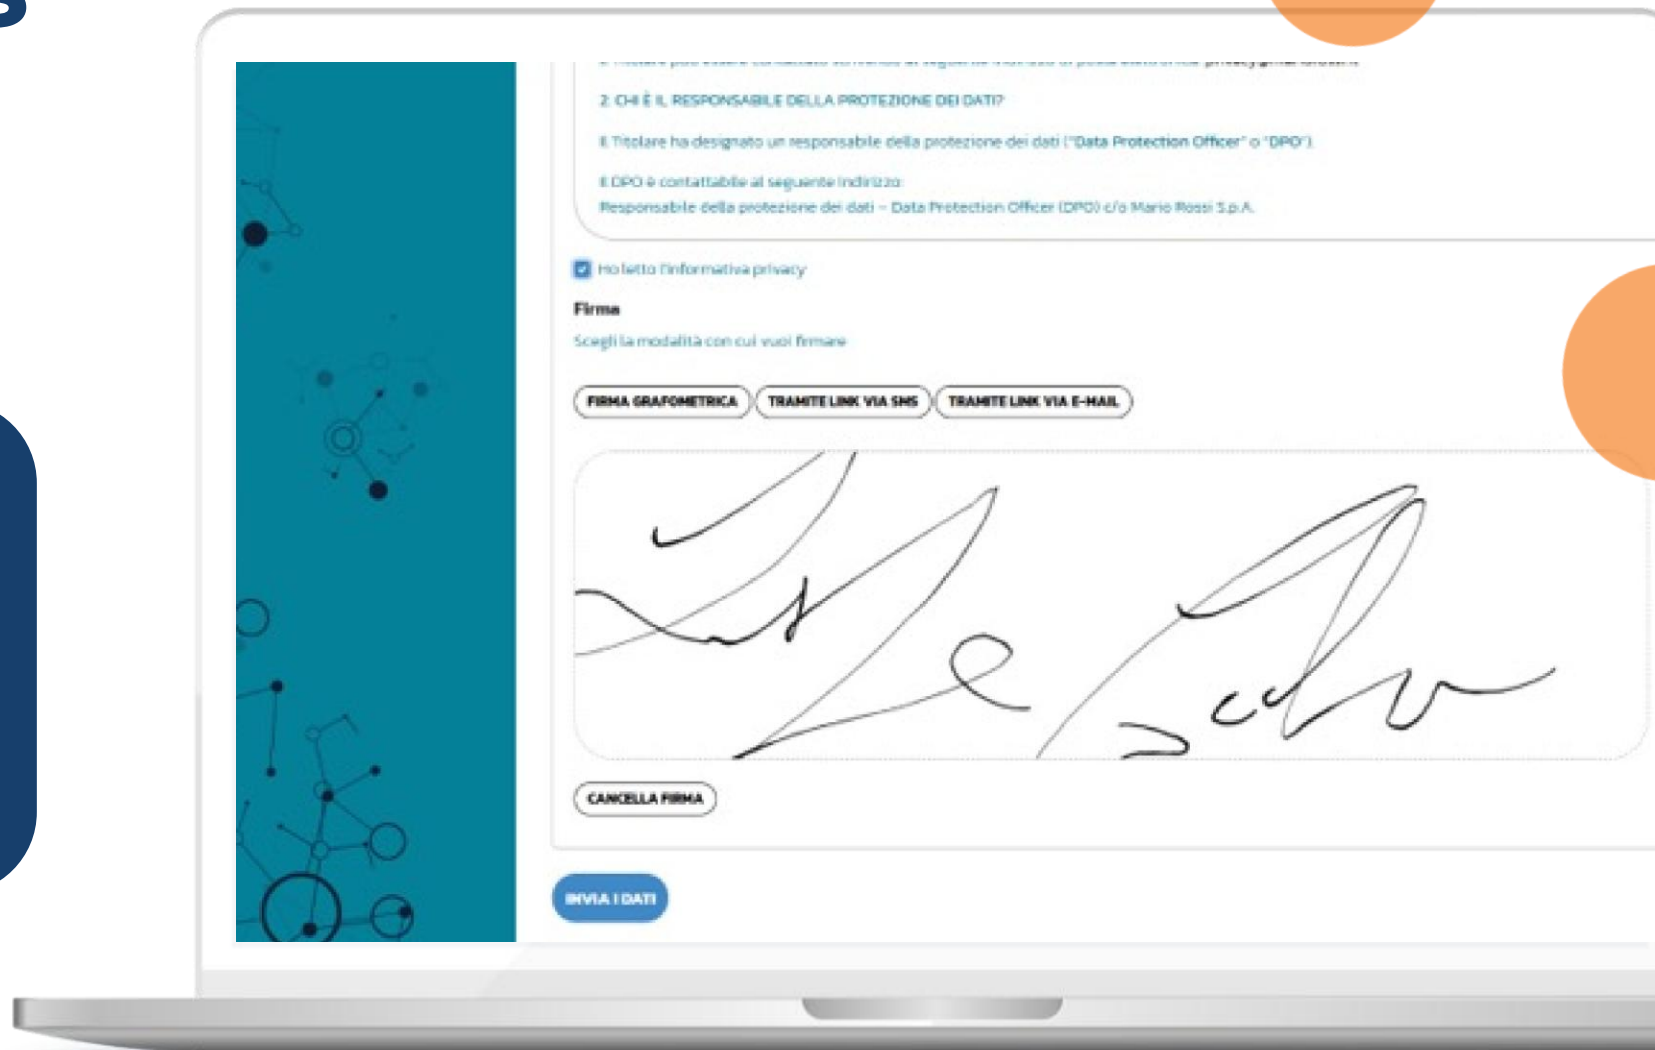 s
2. CHI È IL RESPONSABILE DELLA PROTEZIONE DEI DATI?
Il Titolare ha designato un responsabile della protezione dei dati ("Data Protection Officer" o "DPO").
Il DPO è contattabile al seguente indirizzo:
Responsabile della protezione dei dati – Data Protection Officer (DPO) c/o Mario Rossi S.p.A.
Ho letto l'informativa privacy
Firma
Scegli la modalità con cui vuoi firmare
FIRMA GRAFOMETRICA TRAMITE LINK VIA SMS TRAMITE LINK VIA E-MAIL
CANCELLA FIRMA
INVIA I DATI